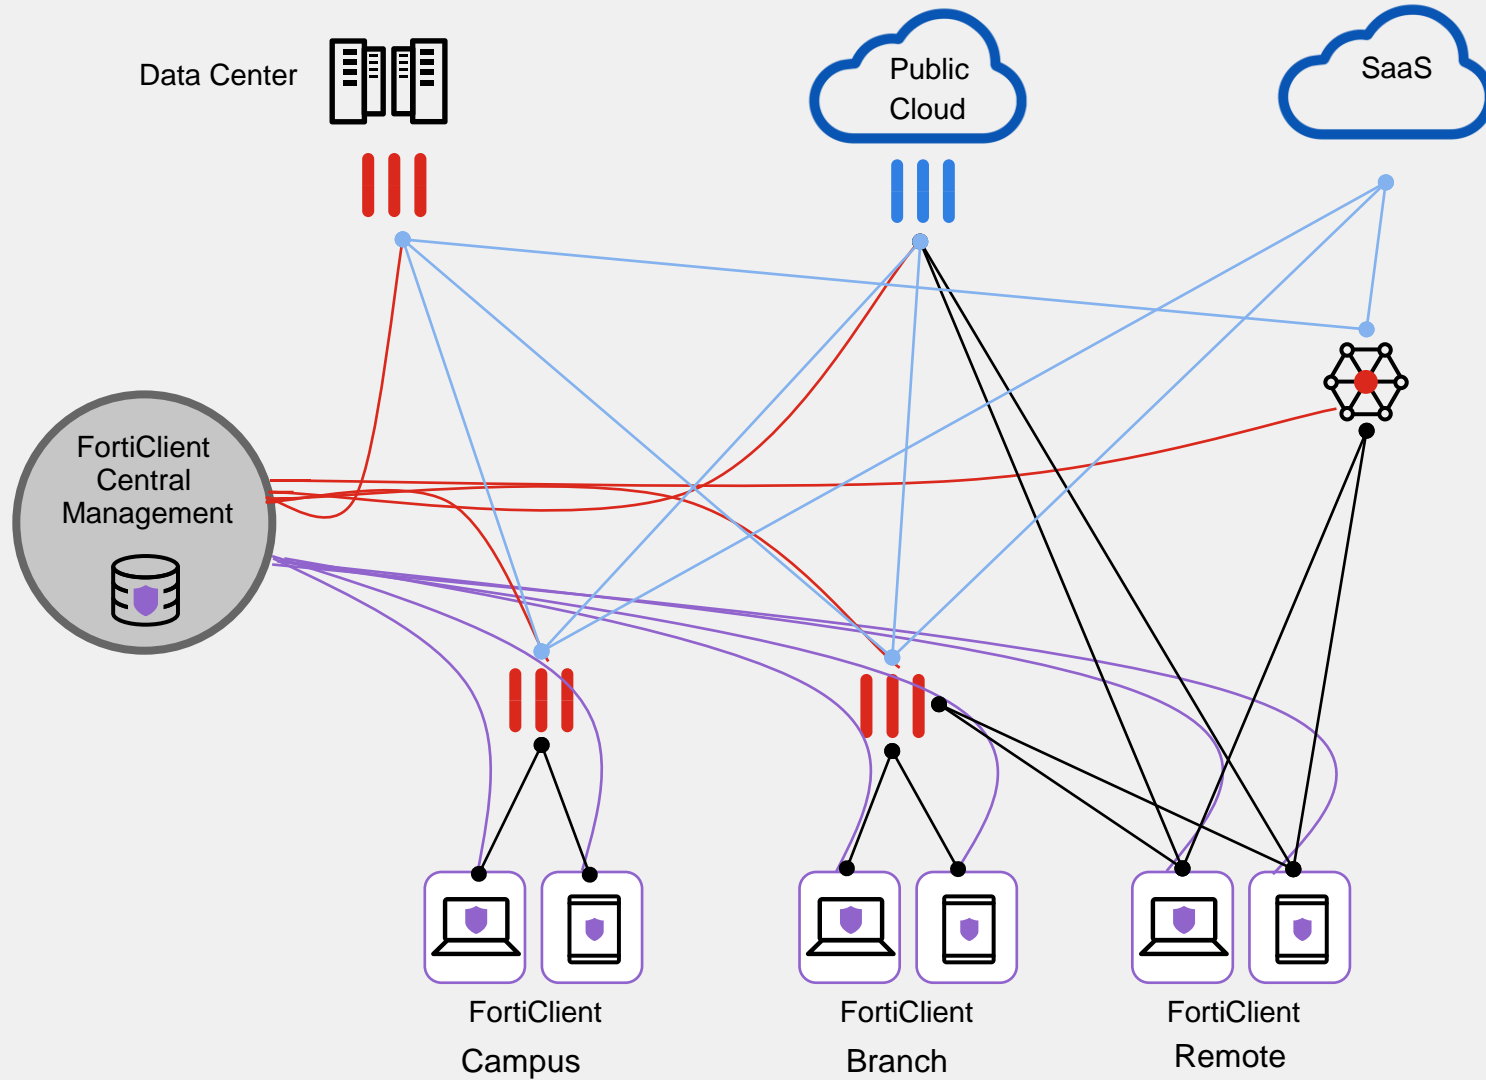 Data Center
Public
Cloud
SaaS
FortiClient
Central
Management
FortiClient
Campus
FortiClient
Branch
FortiClient
Remote